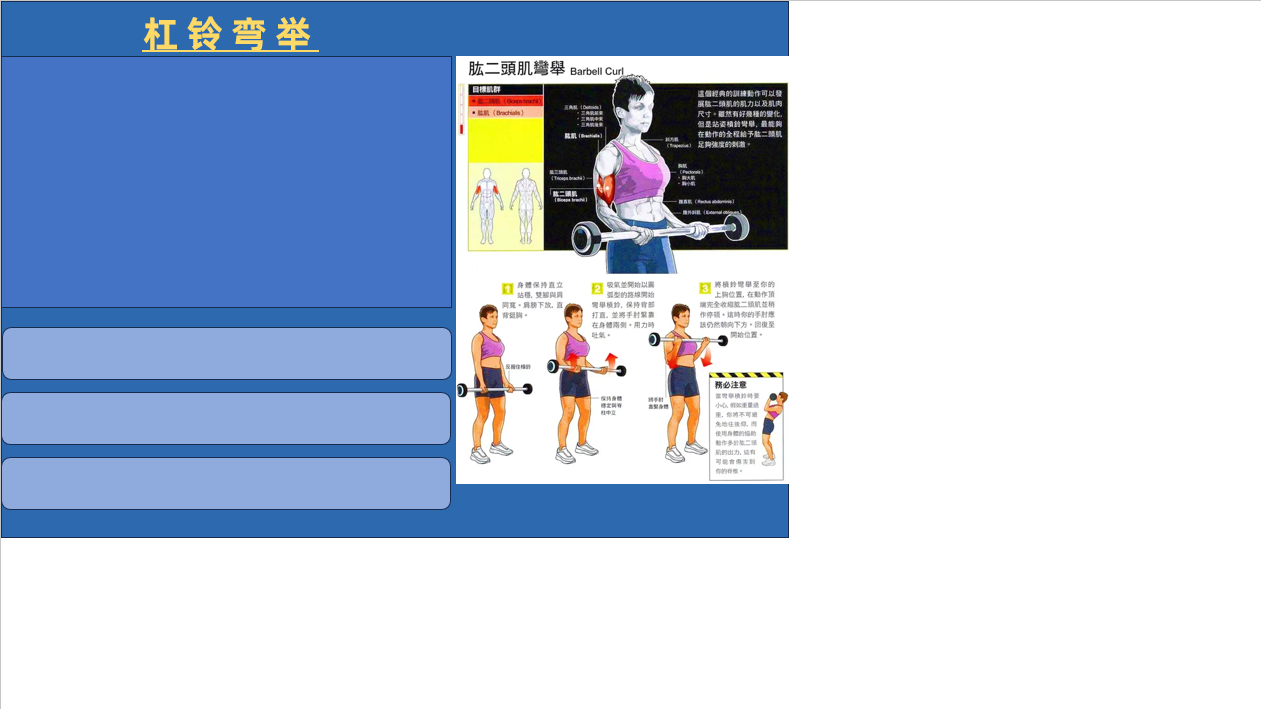 杠铃弯举
肱二頭肌彎舉 Barbell Curl
目標肌群
肱二頭肌（Biceps brachii）
肱肌（Brachialis）
這個經典的訓練動作可以發
展肱二頭肌的肌力以及肌肉
尺寸。雖然有好幾種的變化,
但是站姿槓鈴彎舉, 最能夠
在動作的全程給予肱二頭肌
足夠強度的刺激。
三角肌（Deltoids）
• 三角肌前束
• 三角肌中束
• 三角肌後束
肱肌（Brachialis）
斜方肌
（Trapezius）
肱三頭肌
（Triceps brachii）
肱二頭肌
（Biceps brachii）
胸肌
（Pectorals）
• 胸大肌
• 胸小肌
腹直肌（Rectus abdominis）
腹外斜肌（External obliques）
1 身體保持直立
站穩, 雙腳與肩
同寬。肩膀下放, 直
背挺胸。
反握住槓鈴
2 吸氣並開始以圓
弧型的路線開始
彎舉槓鈴, 保持背部
打直, 並將手肘緊靠
在身體兩側。用力時
吐氣。
保持身體
穩定與脊
柱中立
3 將槓鈴彎舉至你的
上胸位置, 在動作頂
端完全收縮肱二頭肌並稍
作停頓。這時你的手肘應
該仍然朝向下方。回復至
開始位置。
將手肘
靠緊身體
務必注意
當彎舉槓鈴時要
小心, 假如重量過
重, 你將不可避
免地往後仰, 而
使用身體的協助
動作多於肱二頭
肌的出力, 這有
可能會傷害到
你的脊椎。